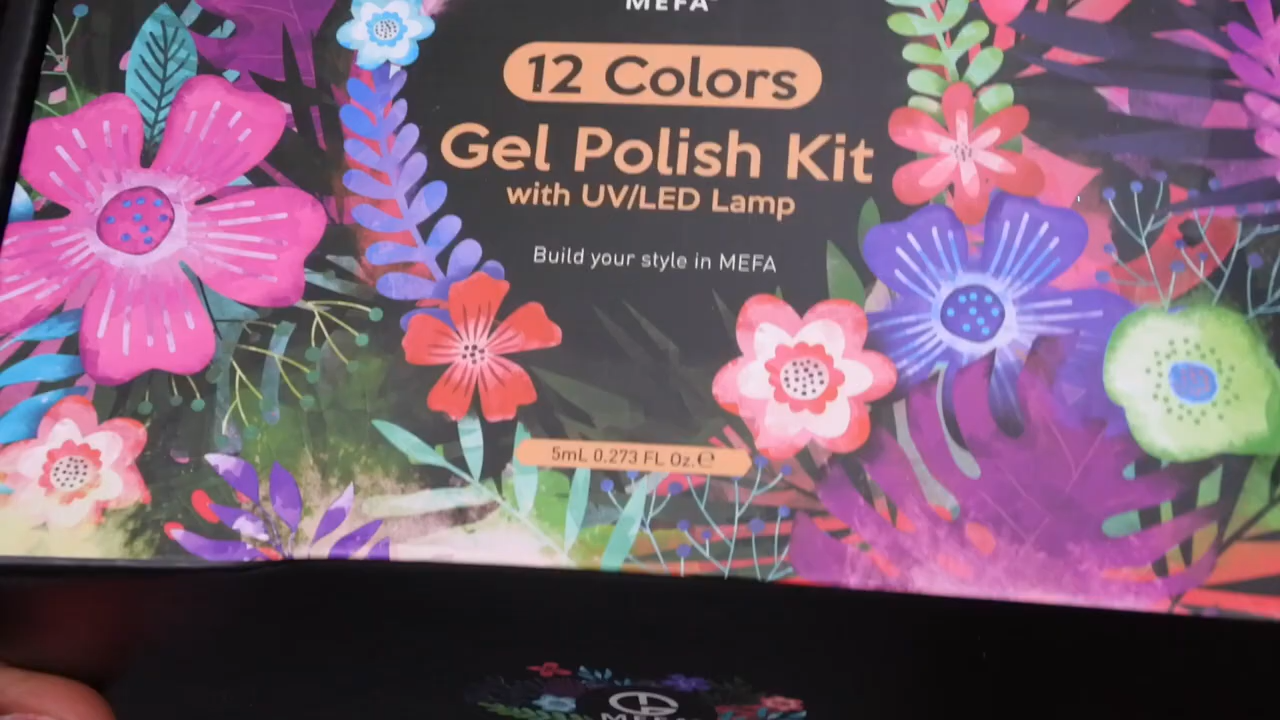 MEFA
12 Colors
Gel Polish Kit
with UV/LED Lamp
Build your style in MEFA
5mL 0.273 FL Oz.℮
MEFA